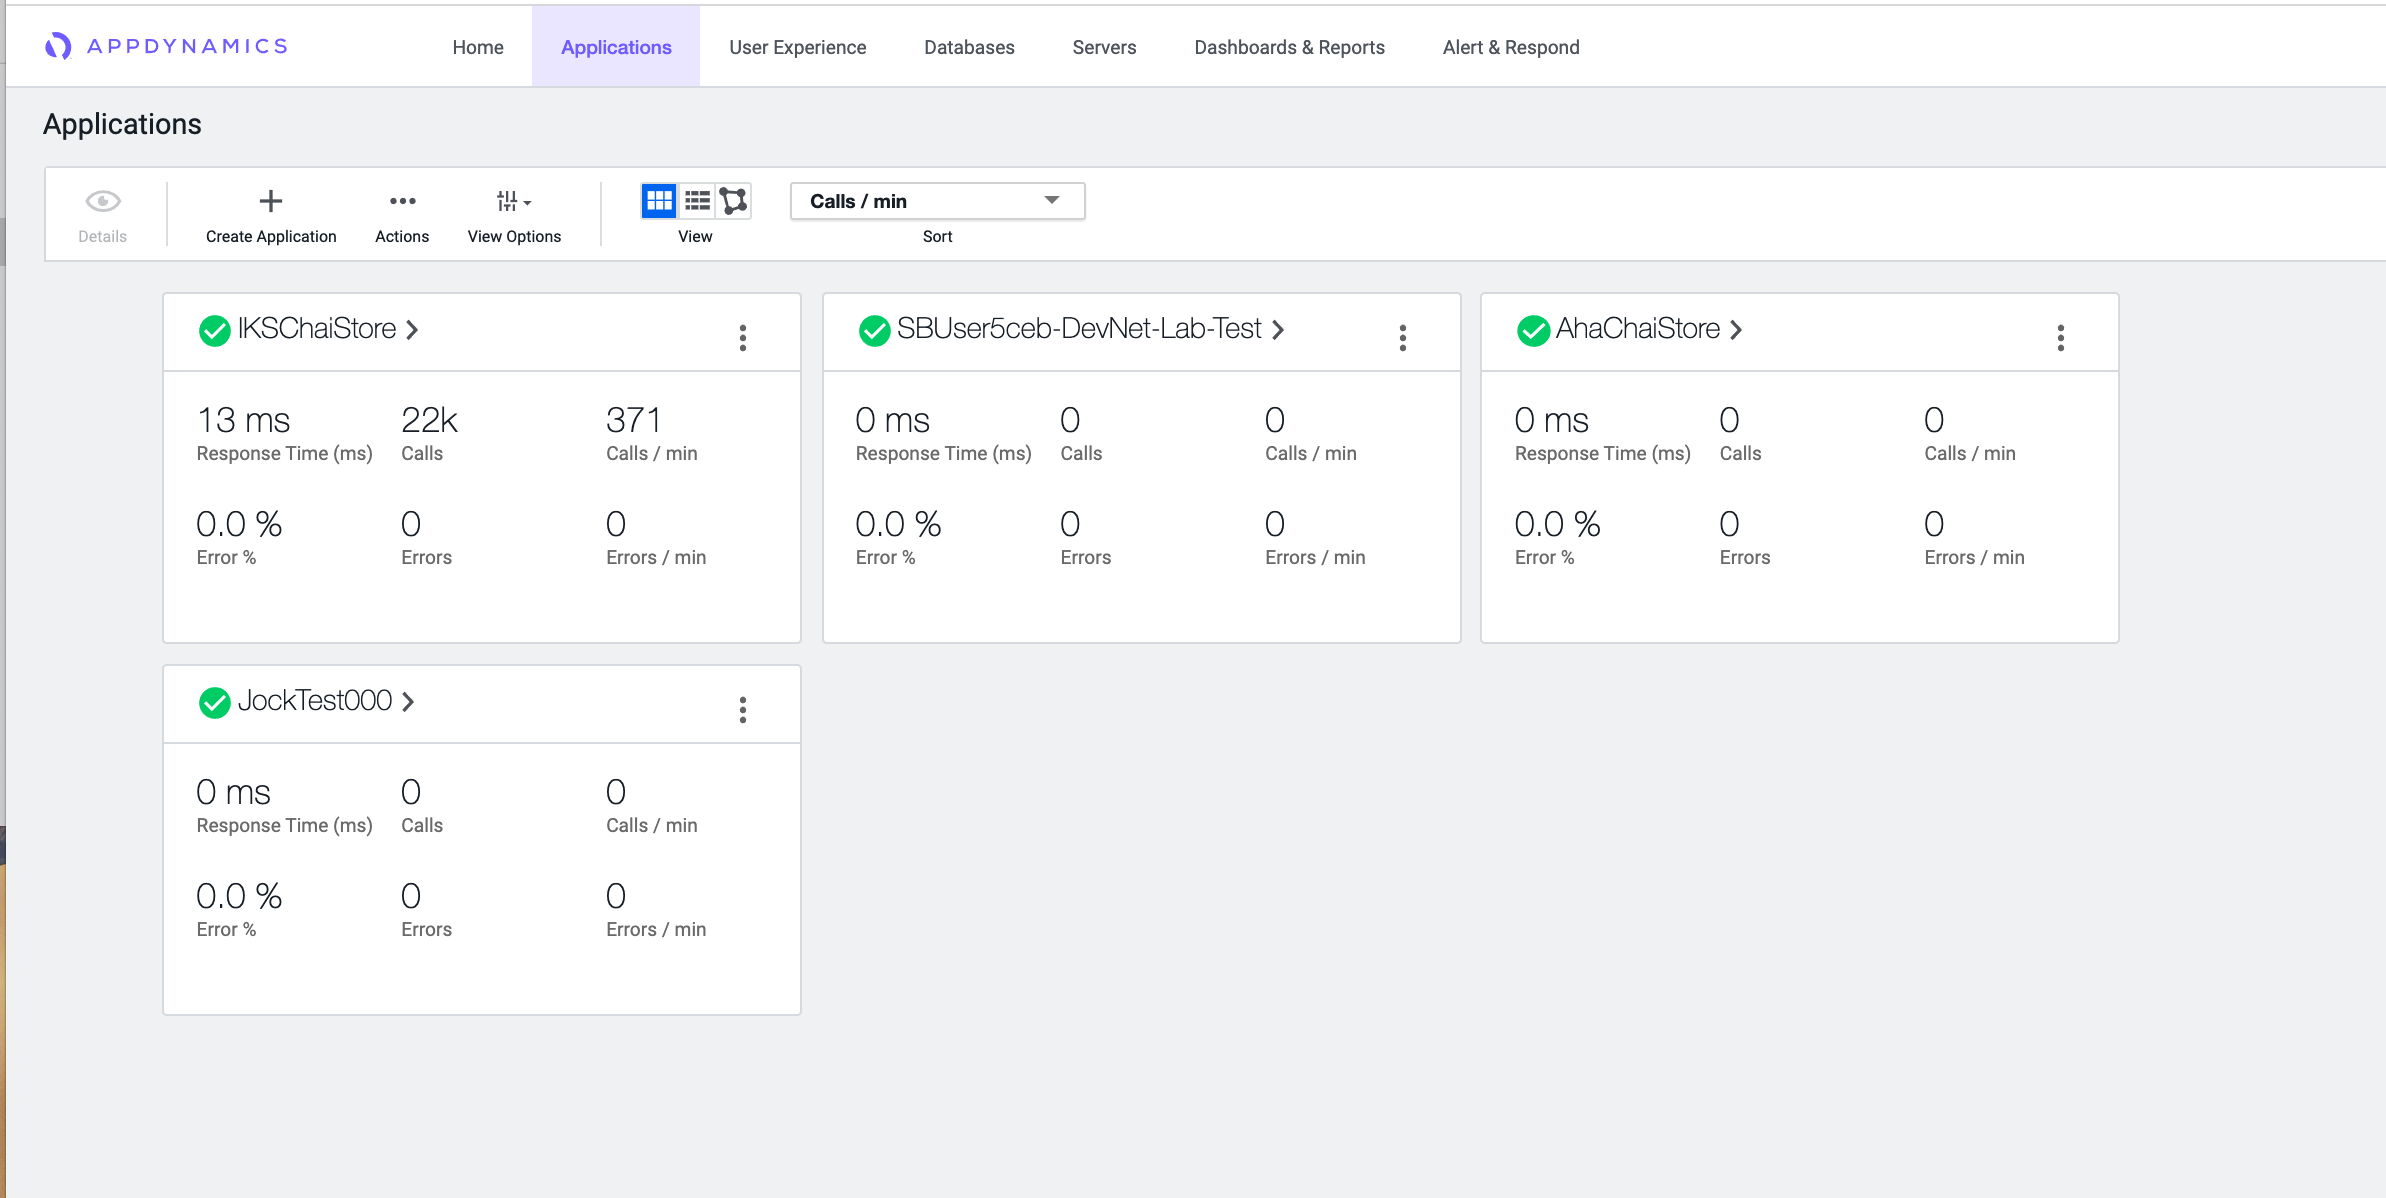 APPDYNAMICS Home Applications User Experience Databases Servers Dashboards & Reports Alert & Respond
Applications
Calls / min
Details Create Application Actions View Options View Sort
IKSChaiStore
13 ms 22k 371
Response Time (ms) Calls Calls / min
0.0 % 0 0
Error % Errors Errors / min
SBUser5ceb-DevNet-Lab-Test
0 ms 0 0
Response Time (ms) Calls Calls / min
0.0 % 0 0
Error % Errors Errors / min
AhaChaiStore
0 ms 0 0
Response Time (ms) Calls Calls / min
0.0 % 0 0
Error % Errors Errors / min
JockTest000
0 ms 0 0
Response Time (ms) Calls Calls / min
0.0 % 0 0
Error % Errors Errors / min